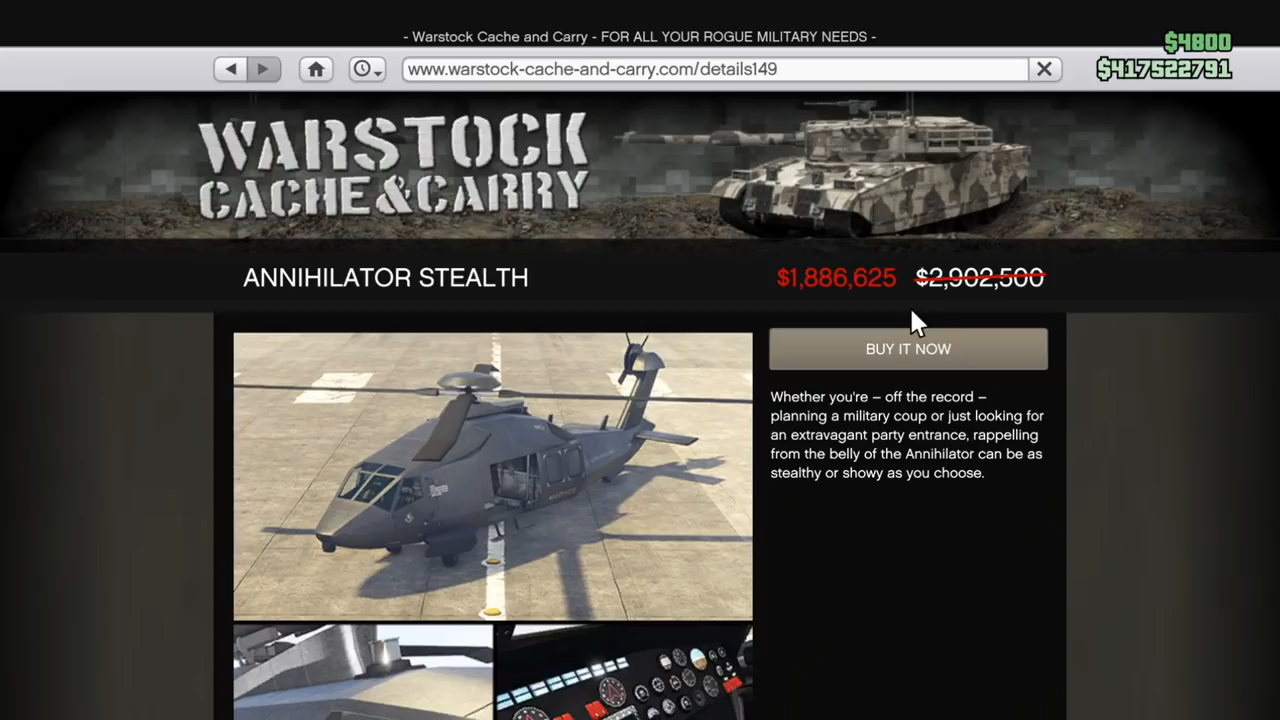 - Warstock Cache and Carry - FOR ALL YOUR ROGUE MILITARY NEEDS -
$4800
$417522791
www.warstock-cache-and-carry.com/details149
WARSTOCK
CACHE&CARRY
ANNIHILATOR STEALTH
$1,886,625 $2,902,500
BUY IT NOW
Whether you're – off the record –
planning a military coup or just looking for
an extravagant party entrance, rappelling
from the belly of the Annihilator can be as
stealthy or showy as you choose.